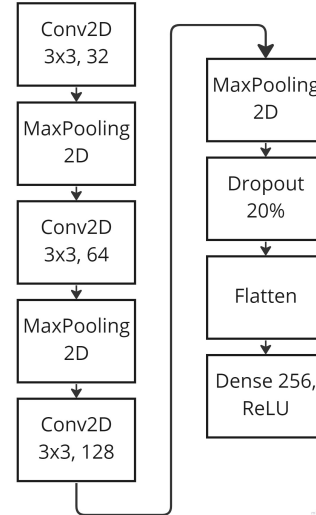 Conv2D
3x3, 32
MaxPooling
2D
Conv2D
3x3, 64
MaxPooling
2D
Conv2D
3x3, 128
MaxPooling
2D
Dropout
20%
Flatten
Dense 256,
ReLU